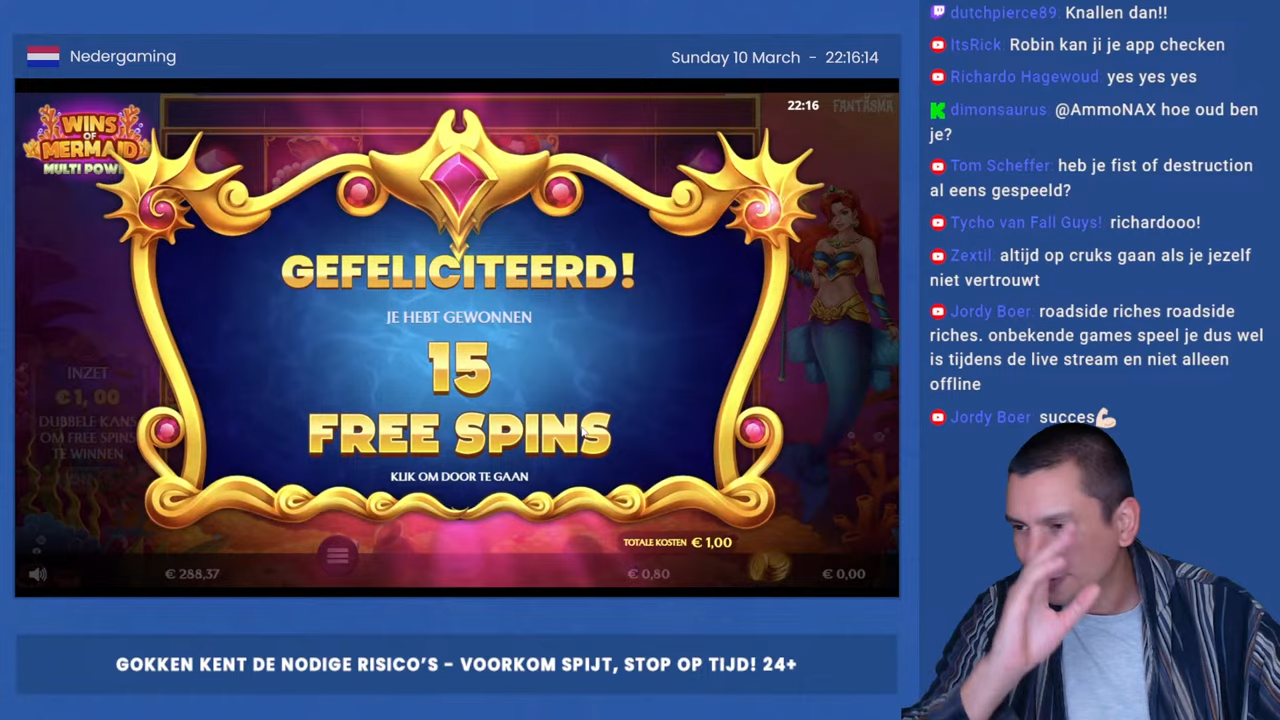 Nedergaming
Sunday 10 March - 22:16:14
22:16
FANTASMA
WINS
OF
MERMAID
MULTI POW
GEFELICITEERD!
JE HEBT GEWONNEN
15
FREE SPINS
KLIK OM DOOR TE GAAN
INZET
€1,00
DUBBELE KANS
OM FREE SPINS
TE WINNEN
TOTALE KOSTEN €1,00
€ 288,37
€ 0,80
€ 0,00
GOKKEN KENT DE NODIGE RISICO'S - VOORKOM SPIJT, STOP OP TIJD! 24+
dutchpierce89: Knallen dan!!
ItsRick: Robin kan ji je app checken
Richardo Hagewoud: yes yes yes
dimonsaurus: @AmmoNAX hoe oud ben
je?
Tom Scheffer: heb je fist of destruction
al eens gespeeld?
Tycho van Fall Guys!: richardooo!
Zextil: altijd op cruks gaan als je jezelf
niet vertrouwt
Jordy Boer: roadside riches roadside
riches. onbekende games speel je dus wel
is tijdens de live stream en niet alleen
offline
Jordy Boer: succes💪🏻